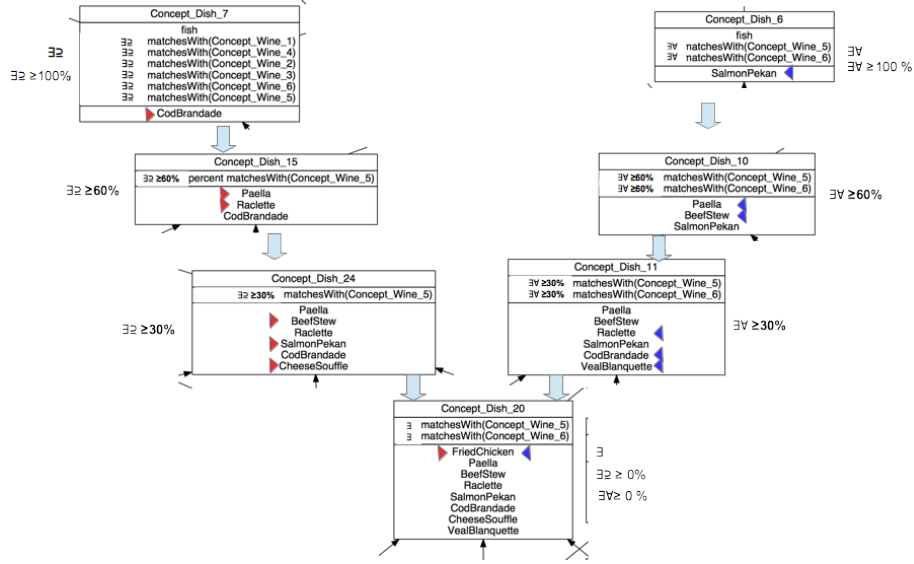 Concept_Dish_7
fish
∃⊇ matchesWith(Concept_Wine_1)
∃⊇ matchesWith(Concept_Wine_4)
∃⊇ matchesWith(Concept_Wine_2)
∃⊇ matchesWith(Concept_Wine_3)
∃⊇ matchesWith(Concept_Wine_6)
∃⊇ matchesWith(Concept_Wine_5)
CodBrandade
∃⊇
∃⊇ ≥100%
Concept_Dish_6
fish
∃∀ natchesWith(Concept_Wine_5)
∃∀ natchesWith(Concept_Wine_6)
SalmonPekan
∃∀
∃∀ ≥100 %
Concept_Dish_15
∃⊇ ≥60% percent matchesWith(Concept_Wine_5)
Paella
Raclette
CodBrandade
∃⊇ ≥60%
Concept_Dish_10
∃∀ ≥60% matchesWith(Concept_Wine_5)
∃∀ ≥60% matchesWith(Concept_Wine_6)
Paella
BeefStew
SalmonPekan
∃∀ ≥60%
Concept_Dish_24
∃⊇ ≥30% matchesWith(Concept_Wine_5)
Paella
BeefStew
Raclette
SalmonPekan
CodBrandade
CheeseSouffle
∃⊇ ≥30%
Concept_Dish_11
∃∀ ≥30% matchesWith(Concept_Wine_5)
∃∀ ≥30% matchesWith(Concept_Wine_6)
Paella
BeefStew
Raclette
SalmonPekan
CodBrandade
VealBlanquette
∃∀ ≥30%
Concept_Dish_20
∃ matchesWith(Concept_Wine_5)
∃ matchesWith(Concept_Wine_6)
FriedChicken
Paella
BeefStew
Raclette
SalmonPekan
CodBrandade
CheeseSouffle
VealBlanquette
∃
∃⊇ ≥ 0%
∃∀≥ 0 %